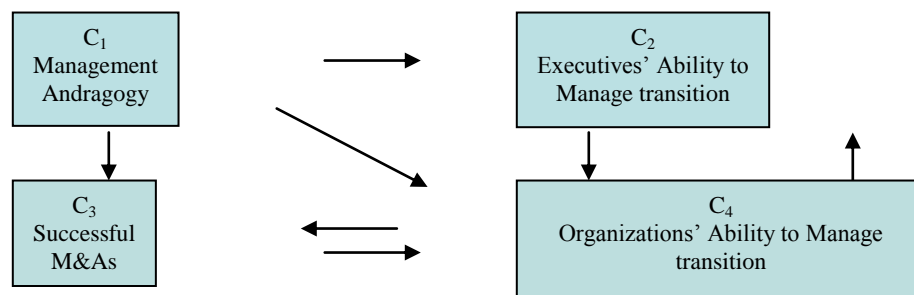 C₁
Management
Andragogy
C₂
Executives’ Ability to
Manage transition
C₃
Successful
M&As
C₄
Organizations’ Ability to Manage
transition